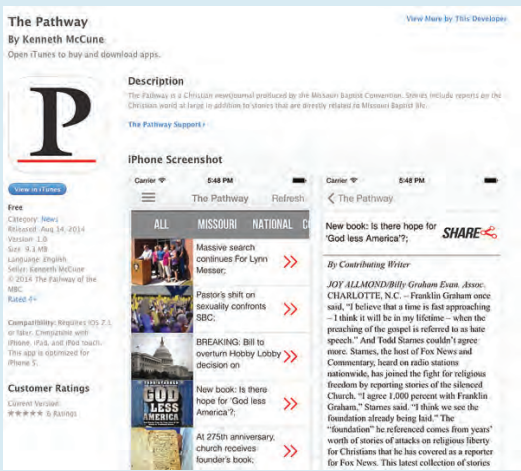 The Pathway
View More by This Developer
By Kenneth McCune
Open iTunes to buy and download apps.
Description
The Pathway is a Christian newsjournal produced by the Missouri Baptist Convention. Stories include reports on the
Christian world at large in addition to stories that are directly related to Missouri Baptist life.
The Pathway Support
P
View in iTunes
Free
Category: News
Released: Aug 14, 2014
Version: 1.0
Size: 9.3 MB
Language: English
Seller: Kenneth McCune
© 2014 The Pathway of the
MBC
Rated 4+
Compatibility: Requires iOS 7.1
or later. Compatible with
iPhone, iPad, and iPod touch.
This app is optimized for
iPhone 5.
Customer Ratings
Current Version:
6 Ratings
iPhone Screenshot
Carrier 5:48 PM
The Pathway Refresh
ALL MISSOURI NATIONAL
Massive search
continues For Lynn
Messer;
Pastor's shift on
sexuality confronts
SBC;
BREAKING: Bill to
overturn Hobby Lobby
decision on
GOD
LESS
AMERICA
New book: Is there
hope for 'God less
America'?;
At 275th anniversary,
church receives
founder's book;
Carrier 5:48 PM
The Pathway
New book: Is there hope for
'God less America'?;
SHARE
By Contributing Writer
JOY ALLMOND/Billy Graham Evan. Assoc.
CHARLOTTE, N.C. – Franklin Graham once
said, "I believe that a time is fast approaching
– I think it will be in my lifetime – when the
preaching of the gospel is referred to as hate
speech." And Todd Starnes couldn't agree
more. Starnes, the host of Fox News and
Commentary, heard on radio stations
nationwide, has joined the fight for religious
freedom by reporting stories of the silenced
Church. "I agree 1,000 percent with Franklin
Graham," Starnes said. "I think we see the
foundation already being laid." The
"foundation" he referenced comes from years'
worth of stories of attacks on religious liberty
for Christians that he has covered as a reporter
for Fox News. This latest collection of stories